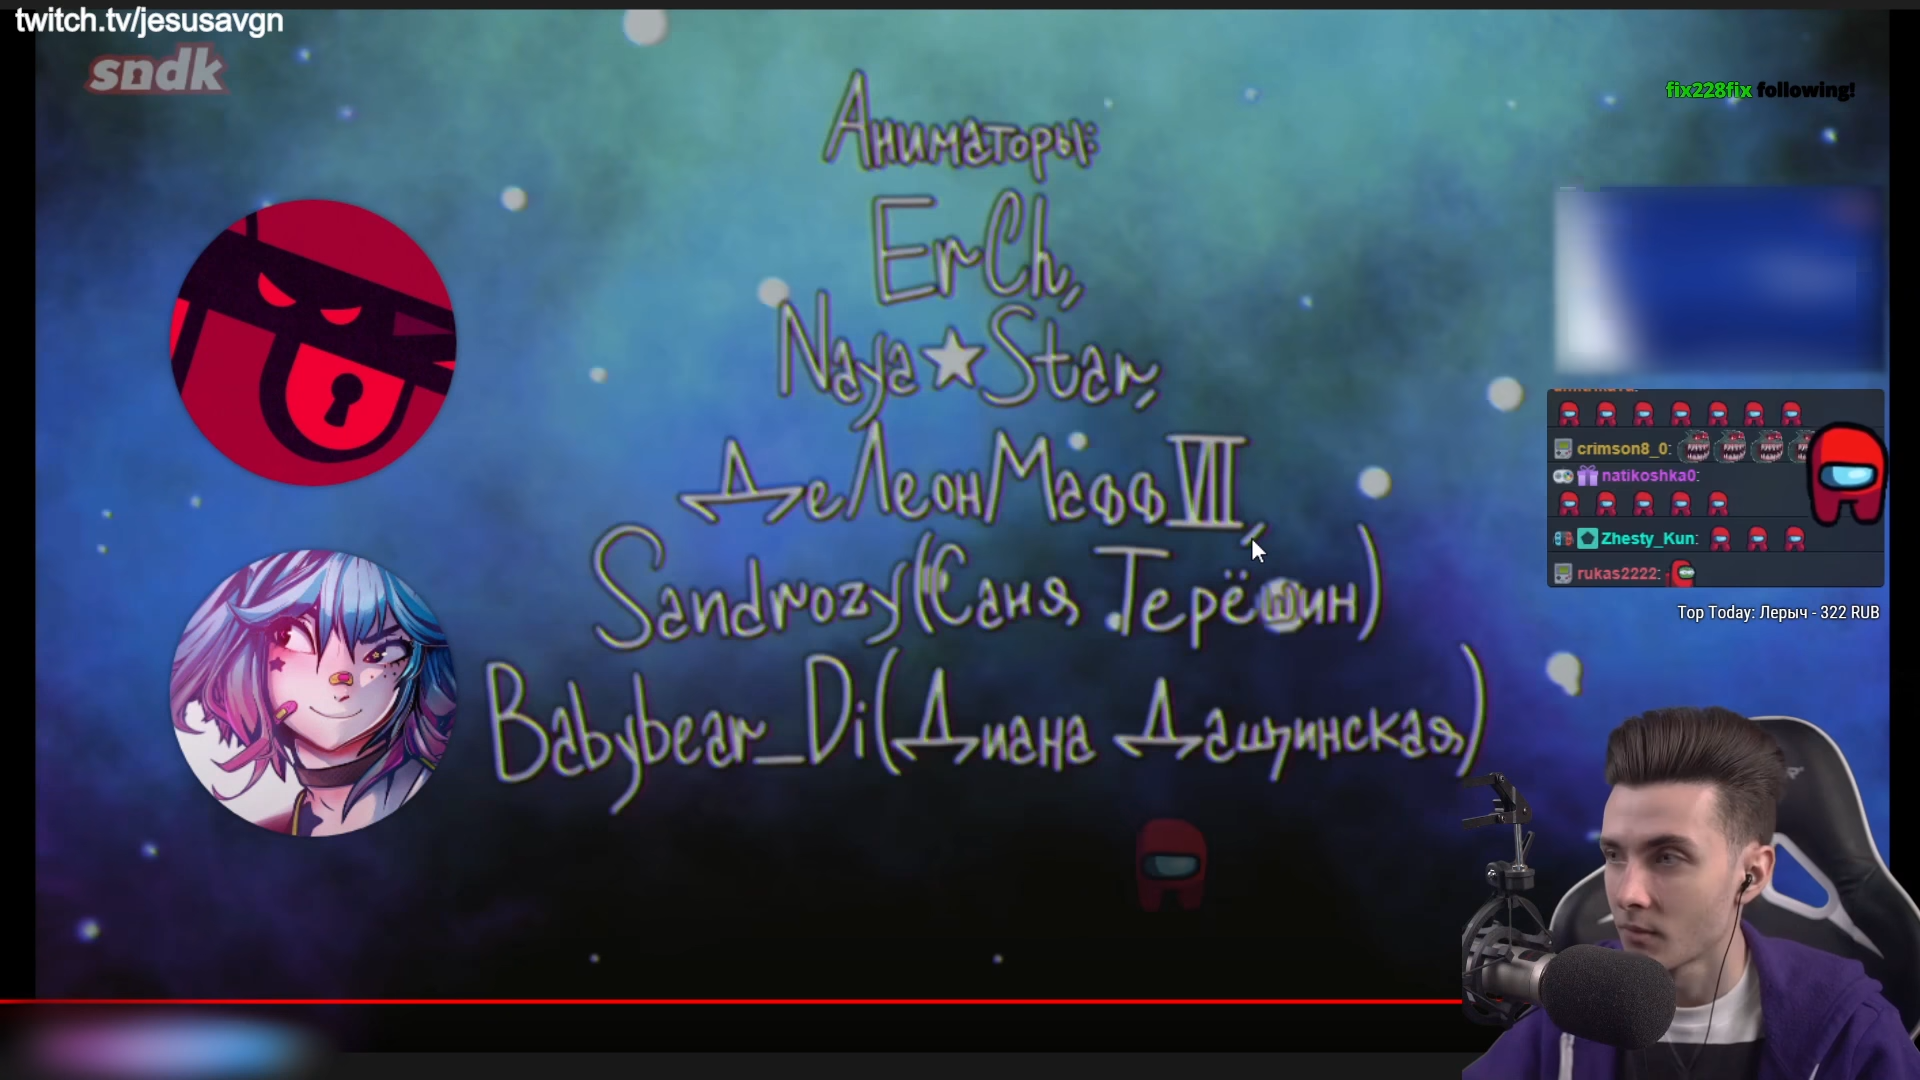 twitch.tv/jesusavgn
sndk
fix228fix following!
Аниматоры:
ErCh,
Naya★Star,
ДеЛеонМафф VII,
Sandrozy(Саня Терёшин)
Babybear_Di(Диана Дащинская)
crimson8_0:
natikoshka0:
Zhesty_Kun:
rukas2222:
Top Today: Лерыч - 322 RUB